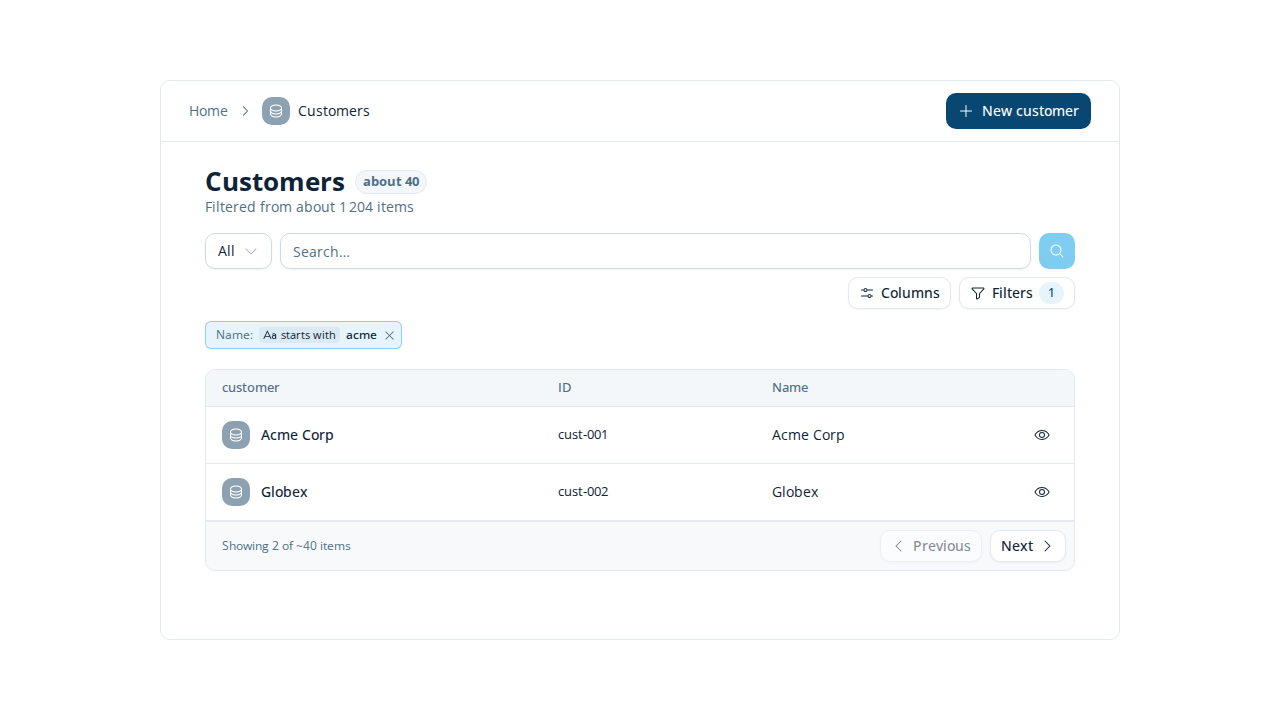 Home Customers New customer
Customers about 40
Filtered from about 1 204 items
All Search...
Columns Filters 1
Name: Aa starts with acme
customer ID Name
Acme Corp cust-001 Acme Corp
Globex cust-002 Globex
Showing 2 of ~40 items Previous Next